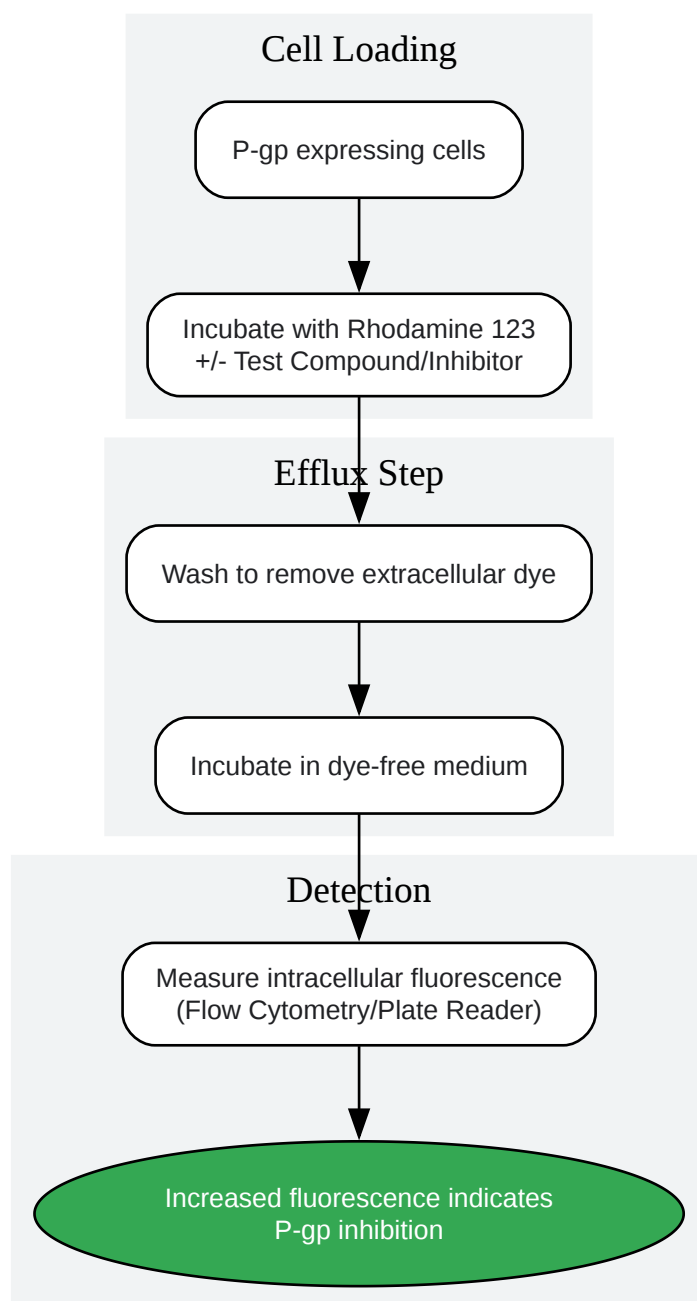 Cell Loading
P-gp expressing cells
Incubate with Rhodamine 123
+/- Test Compound/Inhibitor
Efflux Step
Wash to remove extracellular dye
Incubate in dye-free medium
Detection
Measure intracellular fluorescence
(Flow Cytometry/Plate Reader)
Increased fluorescence indicates
P-gp inhibition